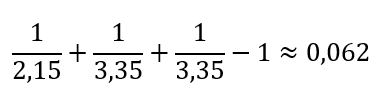 1/2,15 + 1/3,35 + 1/3,35 − 1 ≈ 0,062